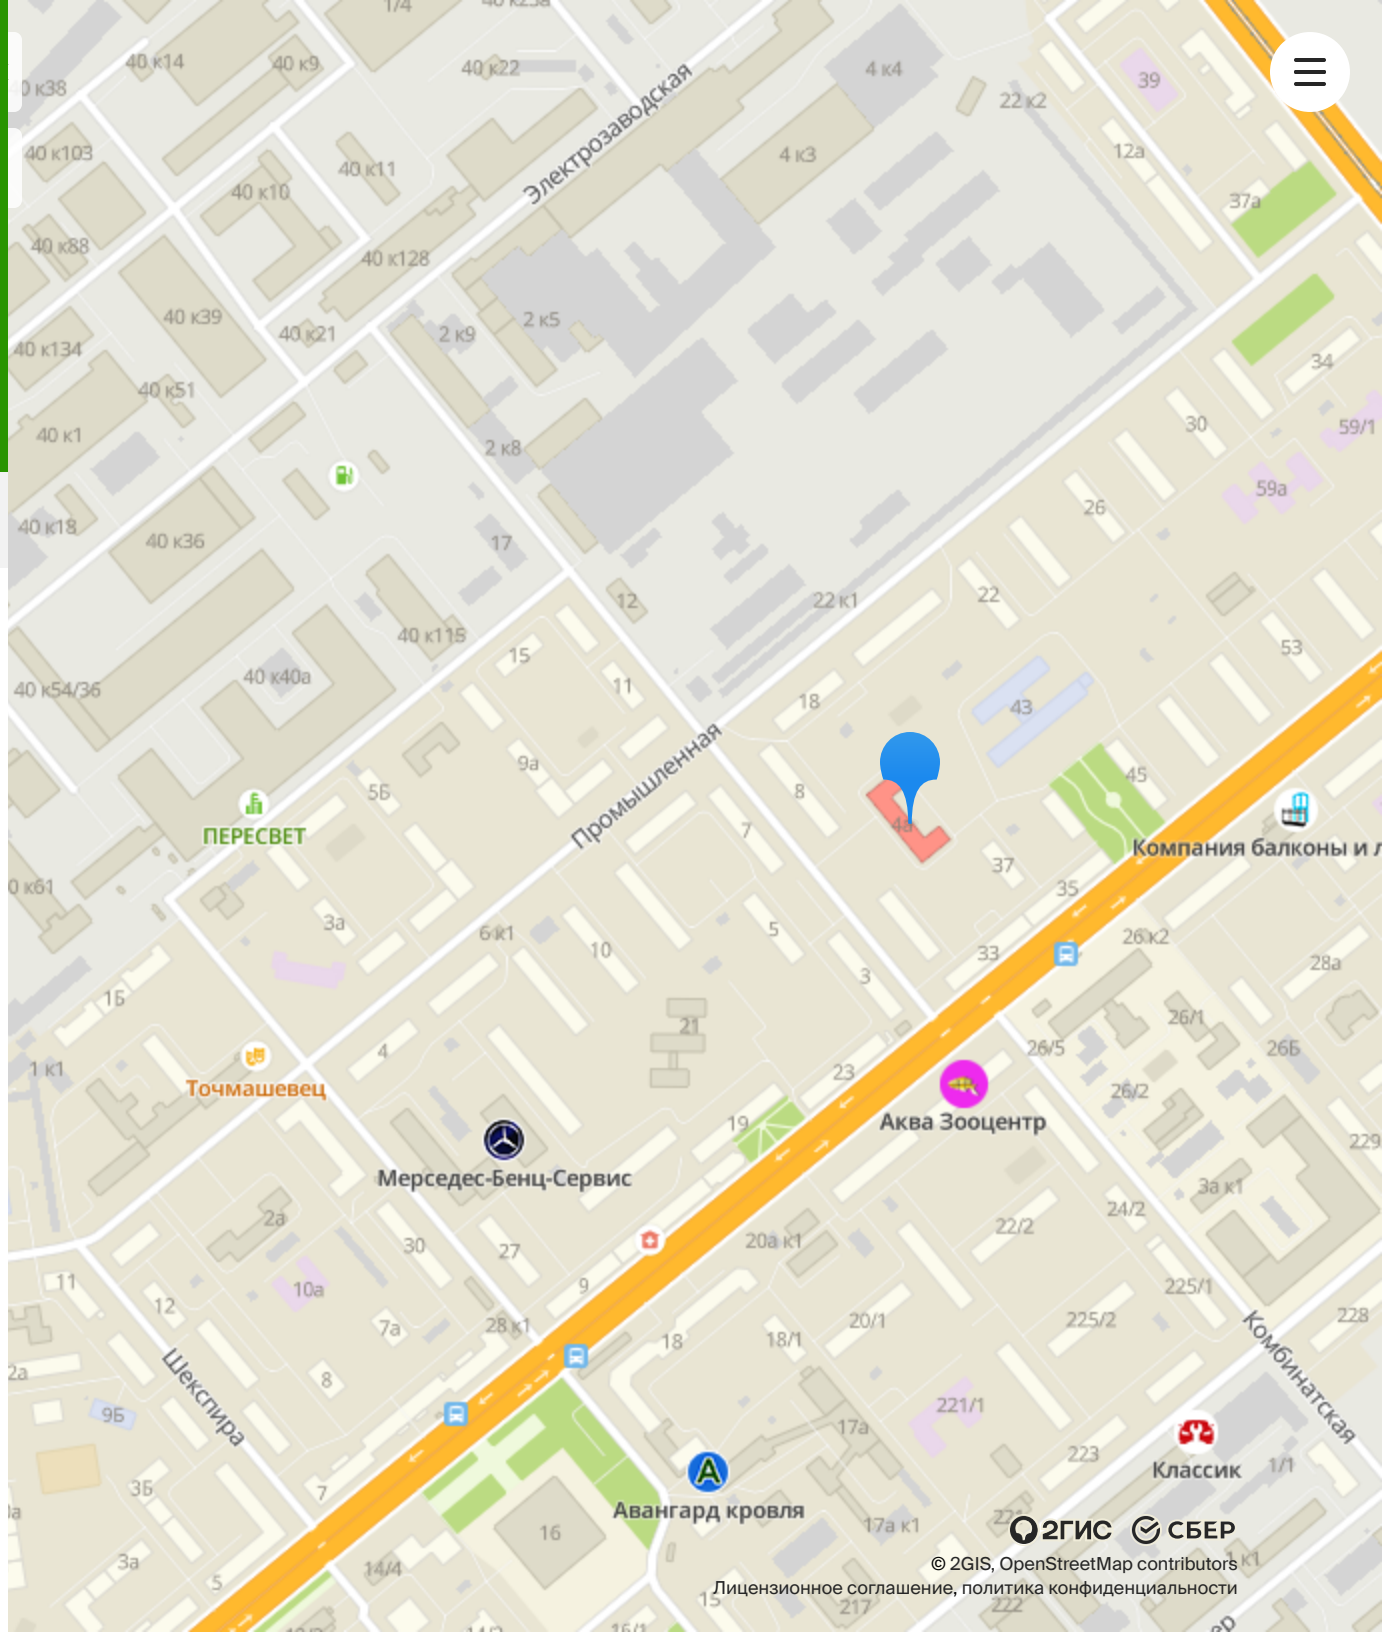 1/4
40 к14
40 к9
40 к22
4 к4
39
22 к2
40 к103
40 к11
4 к3
12а
40 к10
Электрозаводская
37а
40 к88
40 к128
40 к39
40 к21
2 к9
2 к5
40 к134
34
40 к51
40 к1
2 к8
30
59/1
59а
26
40 к18
40 к36
17
12
22 к1
22
40 к115
15
53
40 к54/36
40 к40а
11
18
43
9а
Промышленная
5Б
8
45
ПЕРЕСВЕТ
7
4а
Компания балконы и л
37
35
3а
6 к1
10
5
26 к2
33
28а
3
1Б
21
26/1
26/5
26Б
1 к1
4
23
26/2
Точмашевец
19
Аква Зооцентр
229
Мерседес-Бенц-Сервис
3а к1
24/2
2а
30
27
20а к1
22/2
11
10а
12
9
225/1
7а
28 к1
18
18/1
20/1
225/2
228
Комбинатская
Шекспира
8
9Б
221/1
17а
223
Классик
1/1
3Б
7
Авангард кровля
17а к1
16
2ГИС СБЕР
3а
14/4
5
© 2GIS, OpenStreetMap contributors
Лицензионное соглашение, политика конфиденциальности
15
217
222